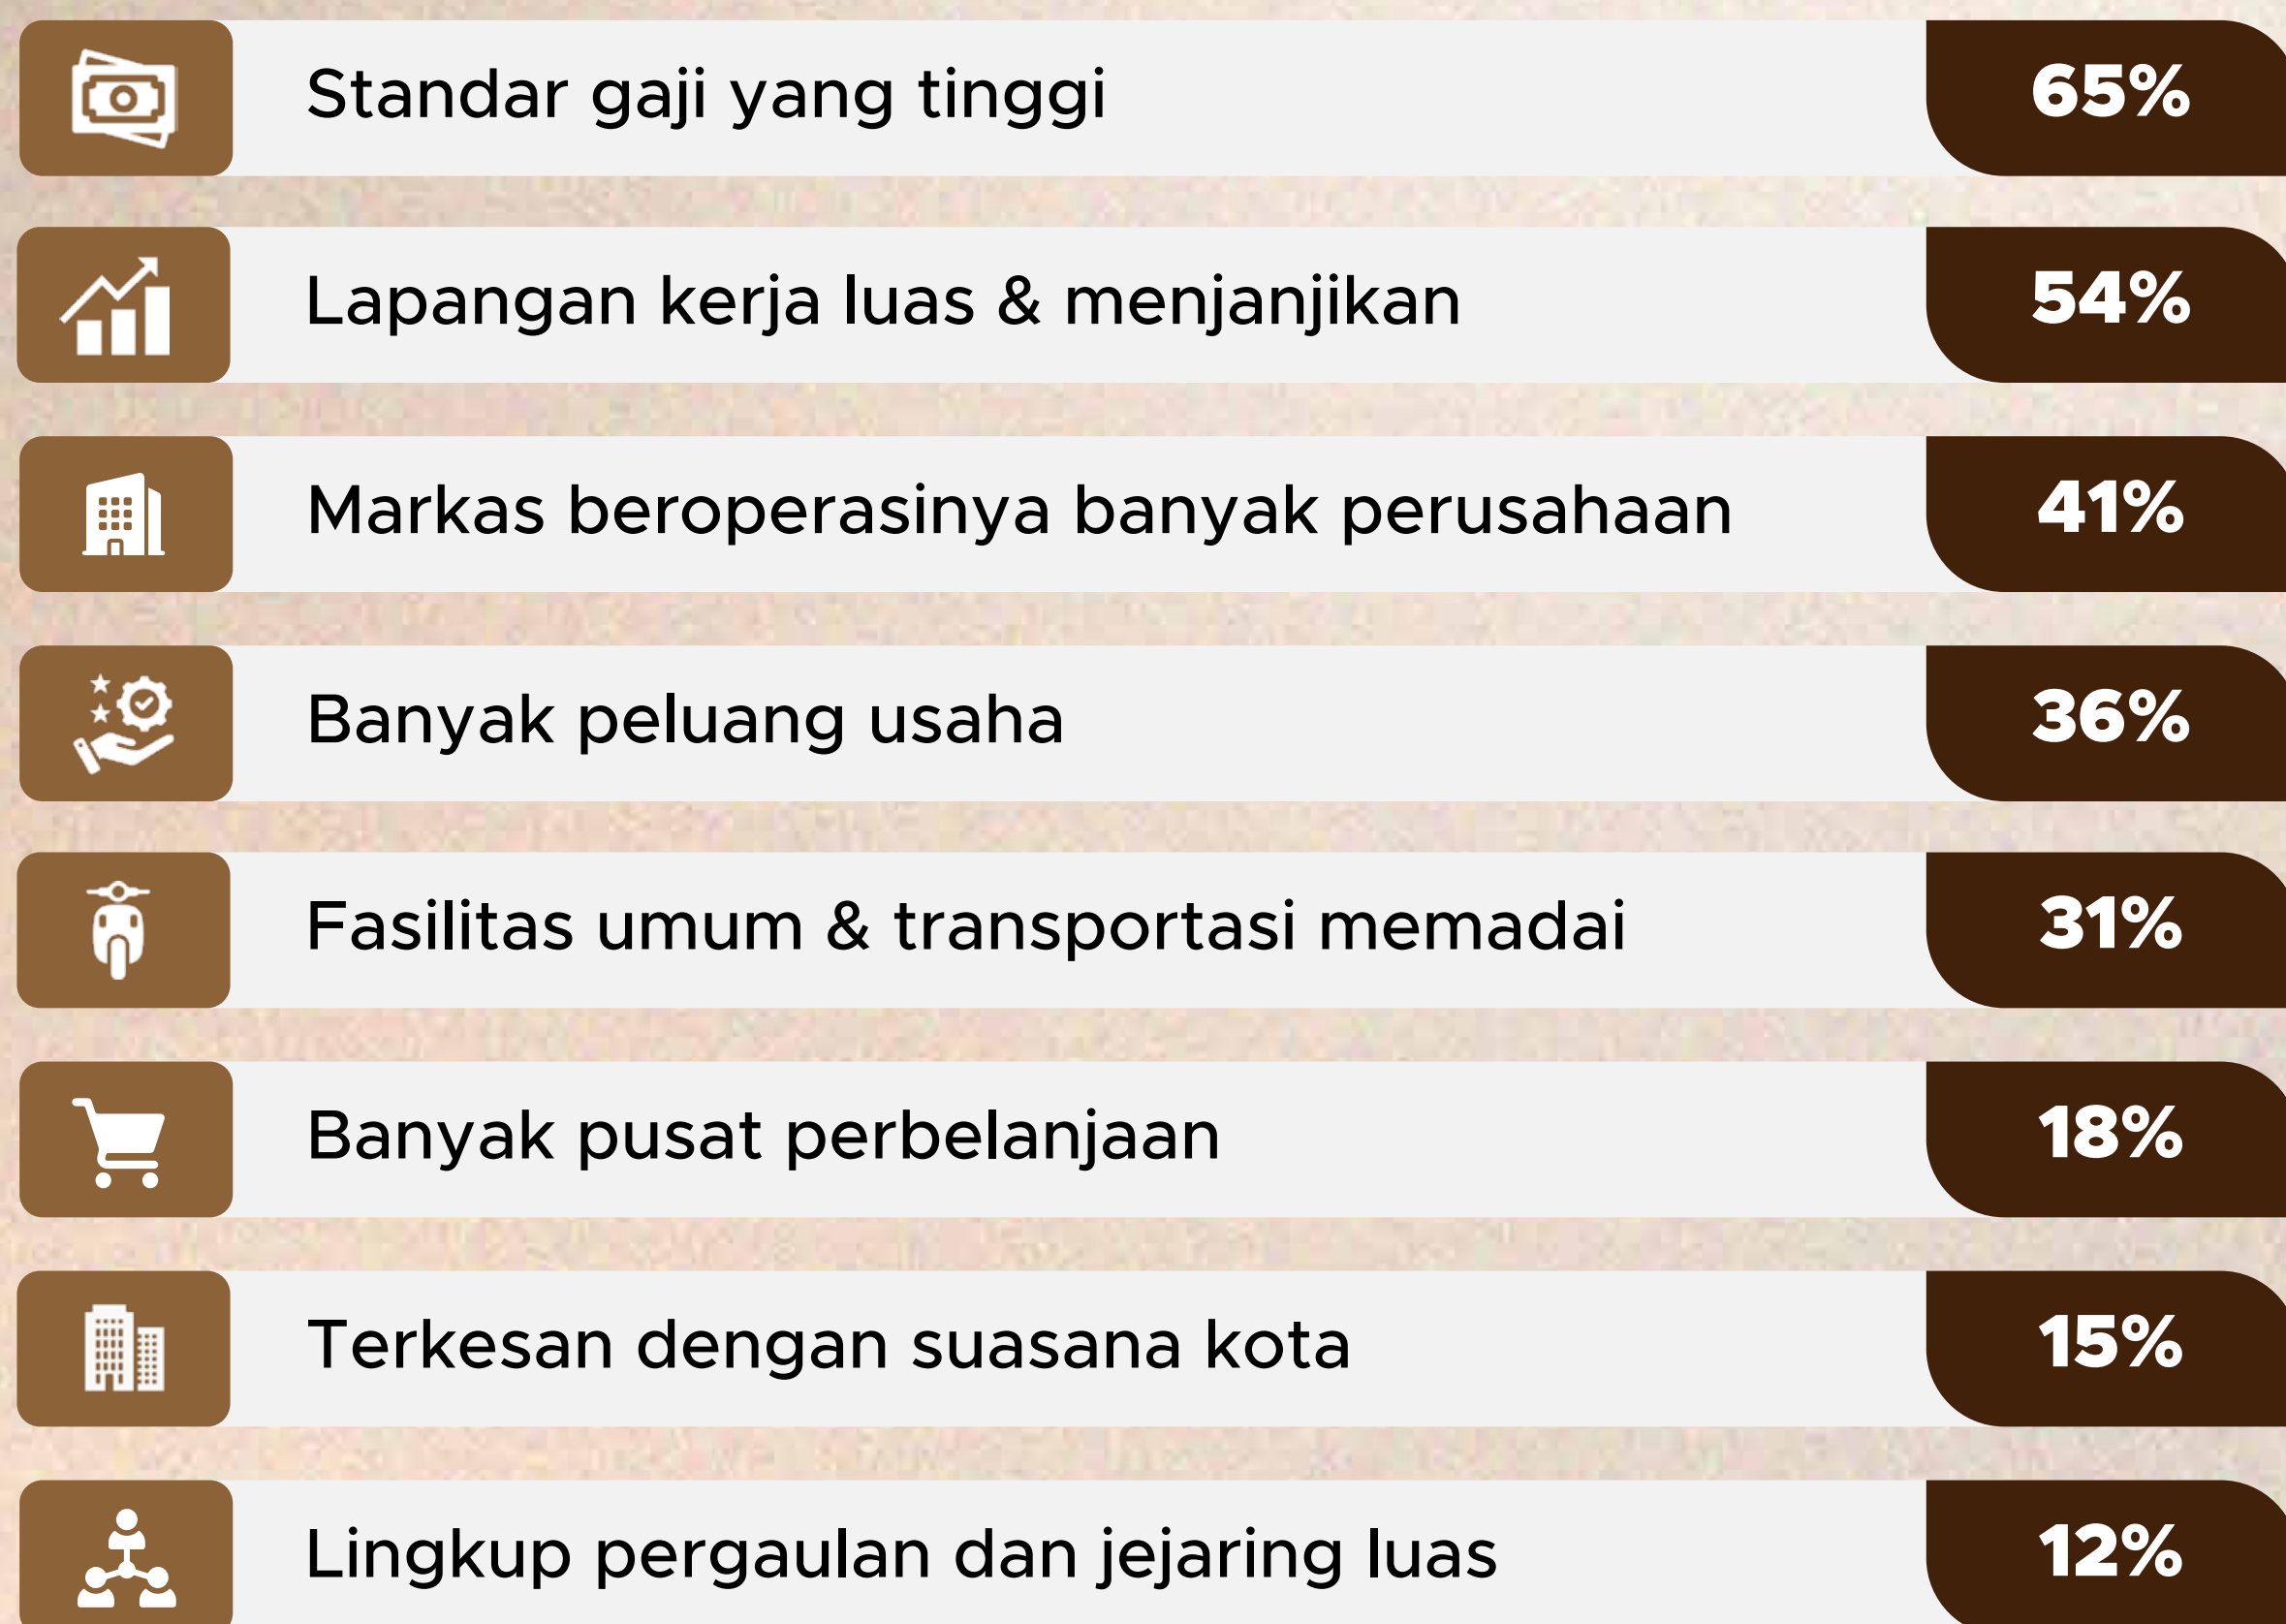 Standar gaji yang tinggi 65%
Lapangan kerja luas & menjanjikan 54%
Markas beroperasinya banyak perusahaan 41%
Banyak peluang usaha 36%
Fasilitas umum & transportasi memadai 31%
Banyak pusat perbelanjaan 18%
Terkesan dengan suasana kota 15%
Lingkup pergaulan dan jejaring luas 12%